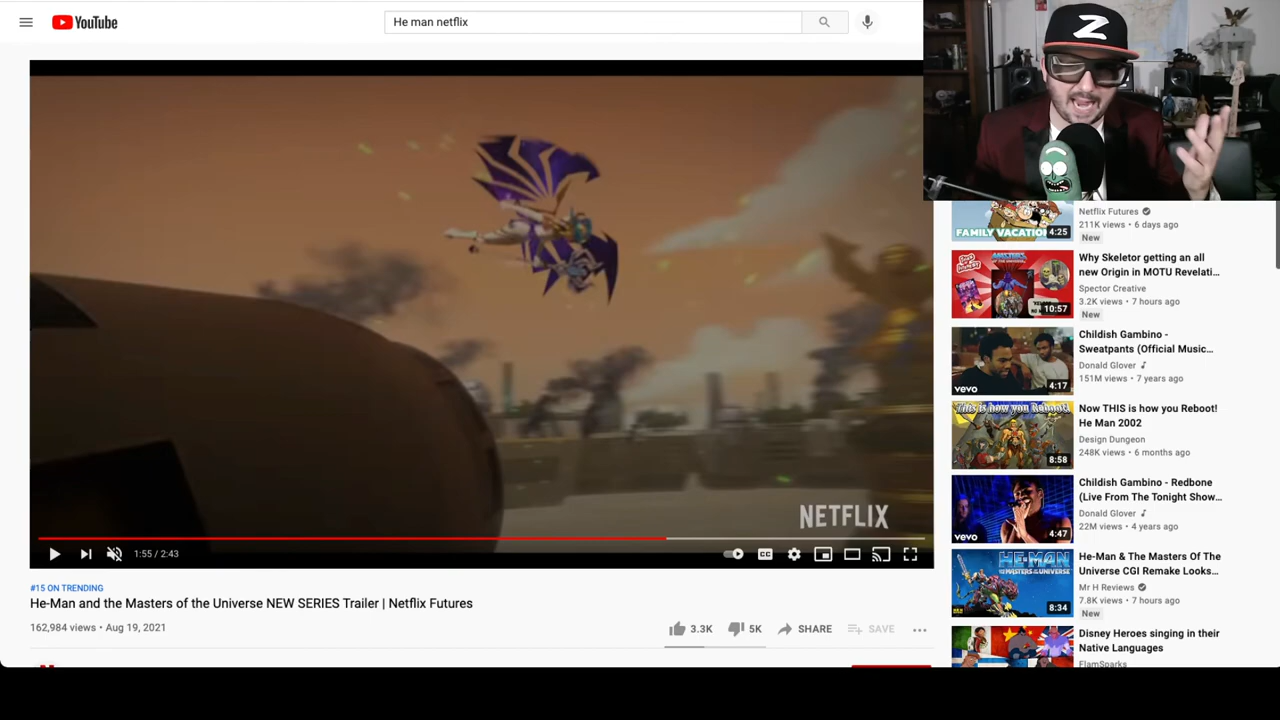 YouTube
He man netflix
Z
NETFLIX
1:55 / 2:43
CC
#15 ON TRENDING
He-Man and the Masters of the Universe NEW SERIES Trailer | Netflix Futures
162,984 views • Aug 19, 2021
3.3K
5K
SHARE
SAVE
FAMILY VACATION
4:25
Netflix Futures
211K views • 6 days ago
New
10:57
Why Skeletor getting an all
new Origin in MOTU Revelati...
Spector Creative
3.2K views • 7 hours ago
New
vevo
4:17
Childish Gambino -
Sweatpants (Official Music...
Donald Glover
151M views • 7 years ago
This is how you Reboot!
8:58
Now THIS is how you Reboot!
He Man 2002
Design Dungeon
248K views • 6 months ago
vevo
4:47
Childish Gambino - Redbone
(Live From The Tonight Show...
Donald Glover
22M views • 4 years ago
HE-MAN
8:34
He-Man & The Masters Of The
Universe CGI Remake Looks...
Mr H Reviews
7.8K views • 7 hours ago
New
Disney Heroes singing in their
Native Languages
FlamSparks